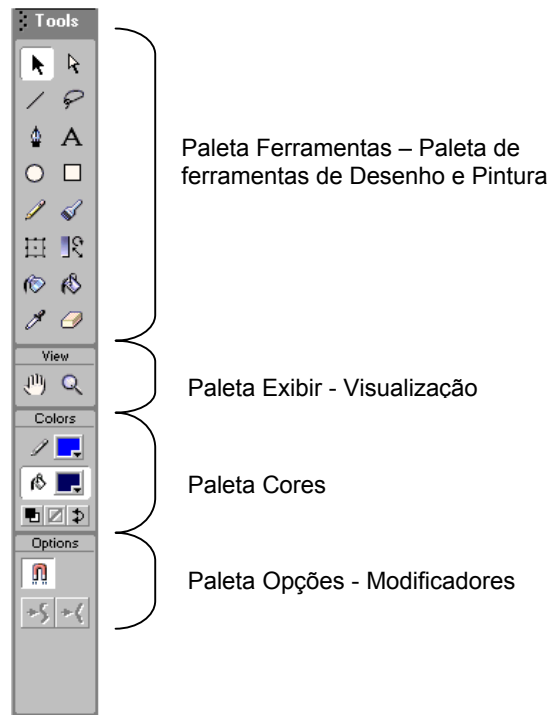 Tools
A
Paleta Ferramentas – Paleta de
ferramentas de Desenho e Pintura
View
Paleta Exibir - Visualização
Colors
Paleta Cores
Options
Paleta Opções - Modificadores